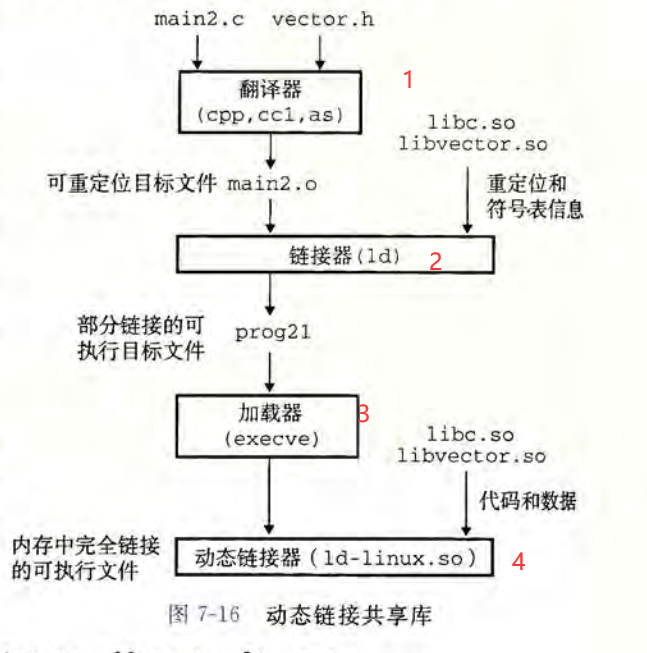 main2.c vector.h
翻译器
(cpp,cc1,as)
1
libc.so
libvector.so
可重定位目标文件 main2.o
重定位和
符号表信息
链接器(ld) 2
部分链接的可
执行目标文件
prog21
加载器
(execve)
3
libc.so
libvector.so
代码和数据
内存中完全链接
的可执行文件
动态链接器(ld-linux.so) 4
图 7-16 动态链接共享库